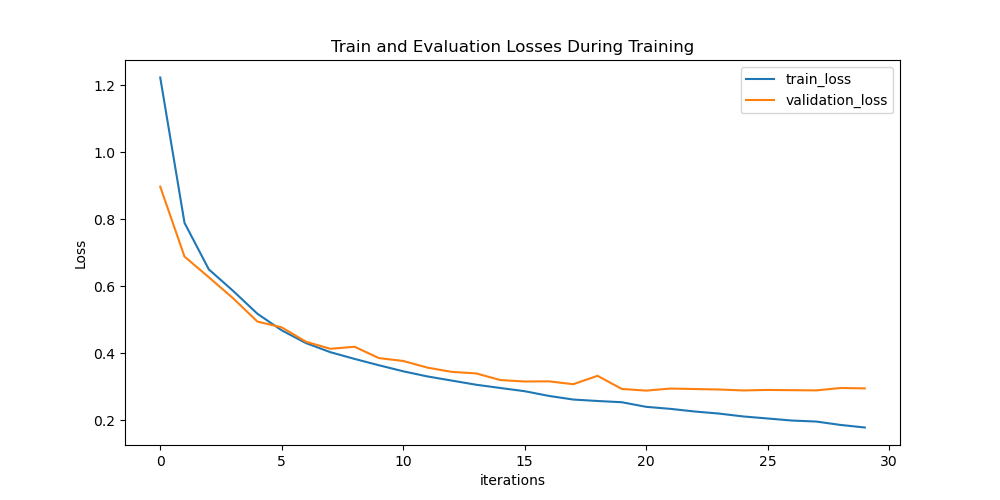 Train and Evaluation Losses During Training
train_loss
validation_loss
Loss
1.2
1.0
0.8
0.6
0.4
0.2
0 5 10 15 20 25 30
iterations